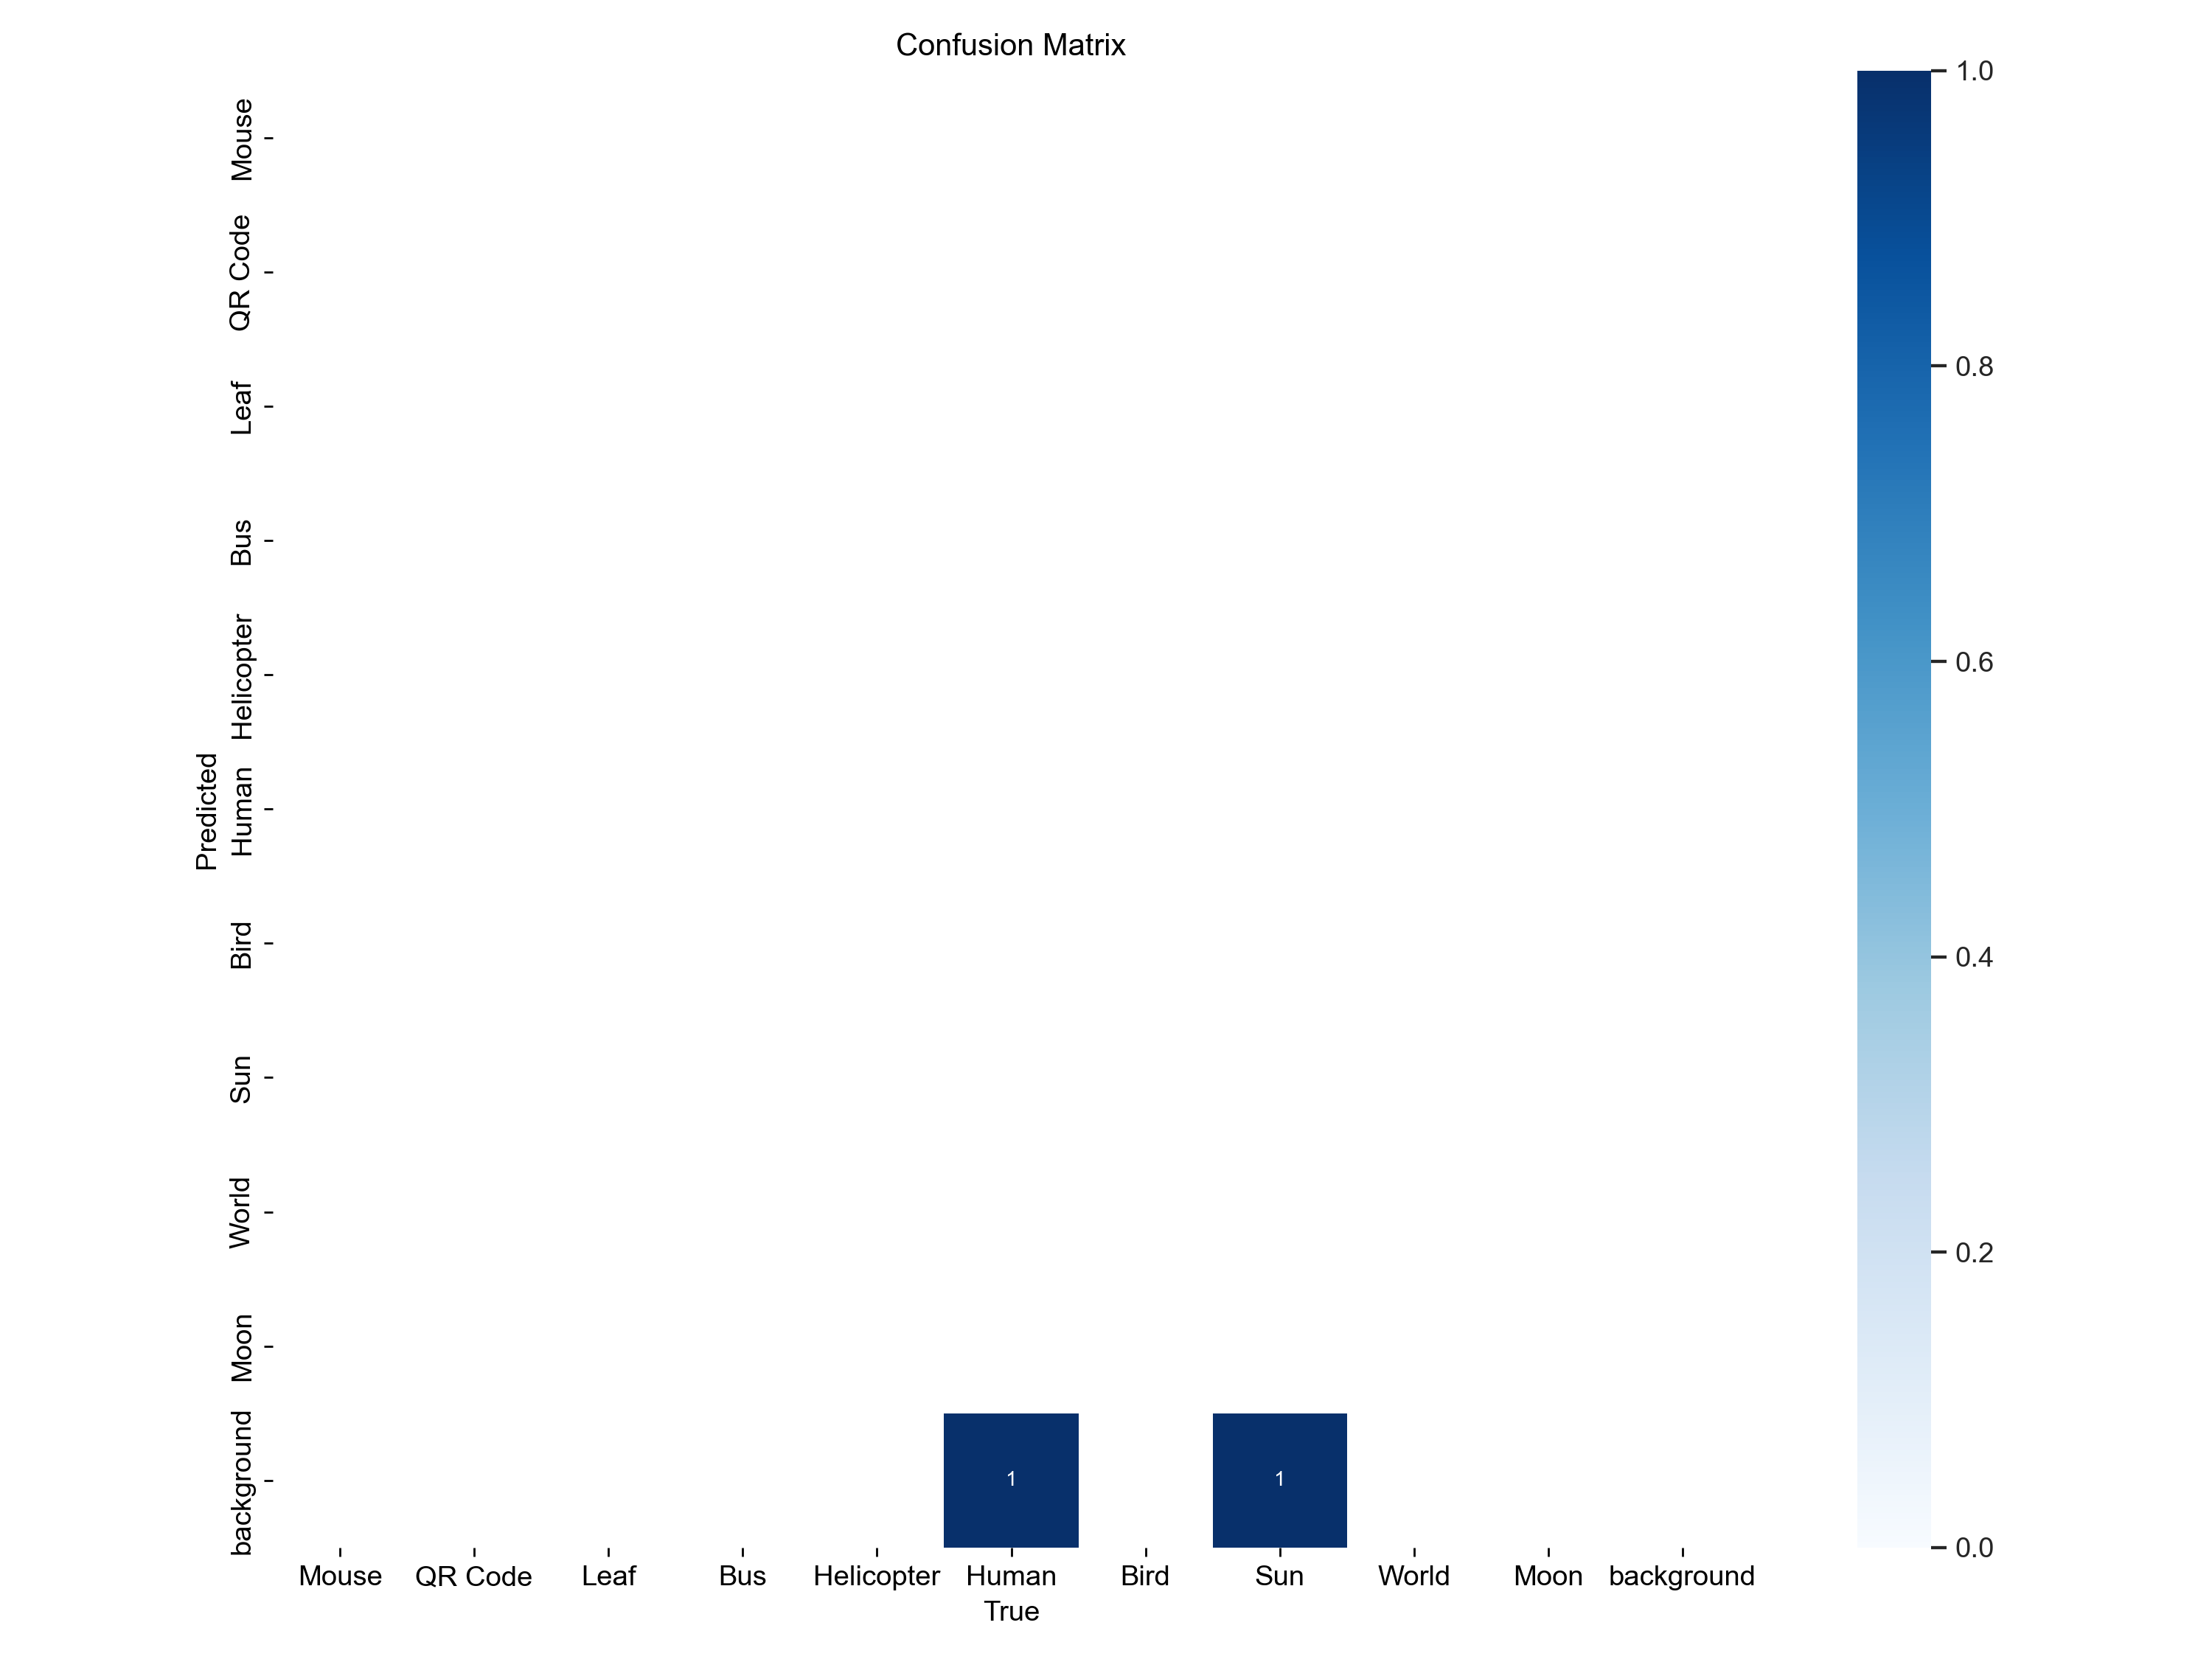 Confusion Matrix
Predicted
Mouse
QR Code
Leaf
Bus
Helicopter
Human
Bird
Sun
World
Moon
background
1 1
Mouse QR Code Leaf Bus Helicopter Human Bird Sun World Moon background
True
1.0
0.8
0.6
0.4
0.2
0.0